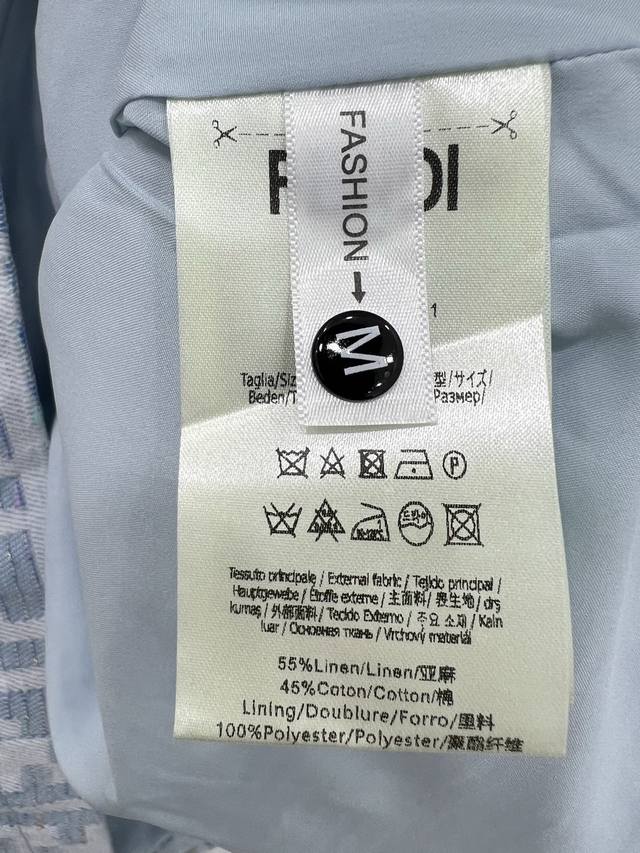 FASHION
M
1
型/サイズ/
Размер/
Tessuto principale / External fabric / Tejido principal /
Hauptgewebe / Étoffe externe / 主面料 / 表生地 / dış
kumaş / 外部面料 / Tecido Externo / 주요 소재 / Kain
luar / Основная ткань / Vrchový materiál
55%Linen/Linen/亚麻
45%Coton/Cotton/棉
Lining/Doublure/Forro/里料
100%Polyester/Polyester/聚酯纤维